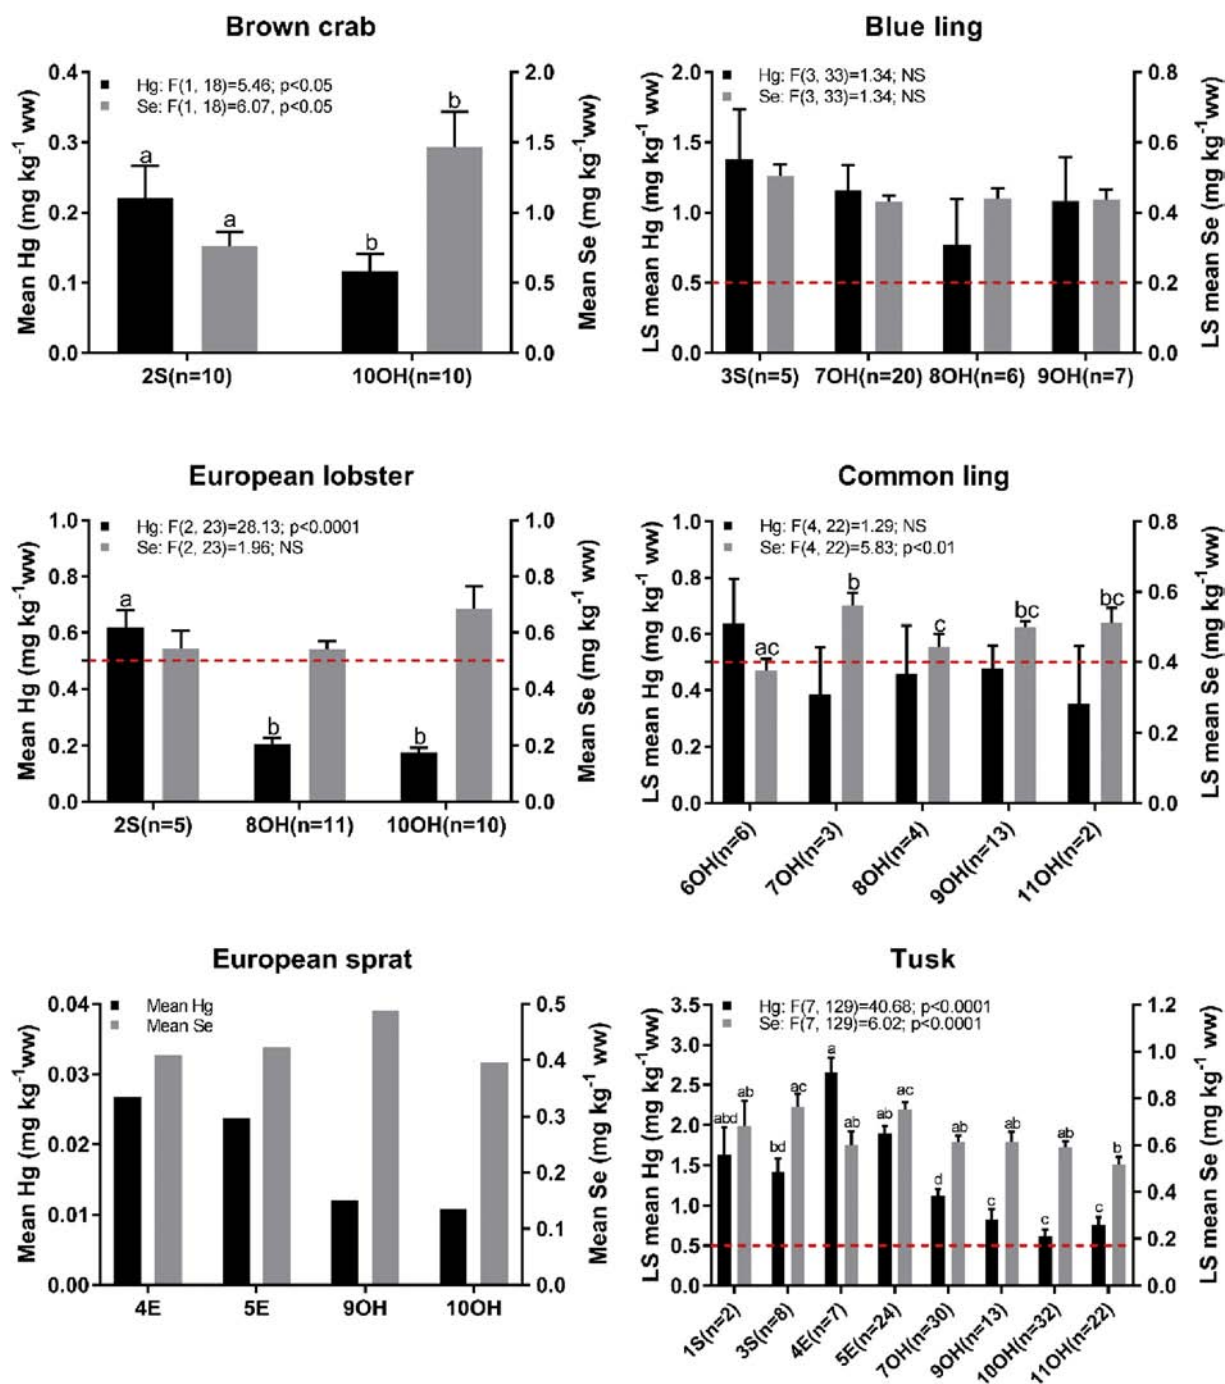 Brown crab
Hg: F(1, 18)=5.46; p<0.05
Se: F(1, 18)=6.07, p<0.05
Mean Hg (mg kg-1 ww)
0.4
0.3
0.2
0.1
0.0
a
a
b
b
2.0
1.5
1.0
0.5
0.0
Mean Se (mg kg-1ww)
2S(n=10) 10OH(n=10)
Blue ling
Hg: F(3, 33)=1.34; NS
Se: F(3, 33)=1.34; NS
LS mean Hg (mg kg-1 ww)
2.0
1.5
1.0
0.5
0.0
0.8
0.6
0.4
0.2
0.0
LS mean Se (mg kg-1 ww)
3S(n=5) 7OH(n=20) 8OH(n=6) 9OH(n=7)
European lobster
Hg: F(2, 23)=28.13; p<0.0001
Se: F(2, 23)=1.96; NS
Mean Hg (mg kg-1ww)
1.0
0.8
0.6
0.4
0.2
0.0
a
b
b
1.0
0.8
0.6
0.4
0.2
0.0
Mean Se (mg kg-1ww)
2S(n=5) 8OH(n=11) 10OH(n=10)
Common ling
Hg: F(4, 22)=1.29; NS
Se: F(4, 22)=5.83; p<0.01
LS mean Hg (mg kg-1 ww)
1.0
0.8
0.6
0.4
0.2
0.0
ac
b
c
bc
bc
0.8
0.6
0.4
0.2
0.0
LS mean Se (mg kg-1 ww)
6OH(n=6)
7OH(n=3)
8OH(n=4)
9OH(n=13)
11OH(n=2)
European sprat
Mean Hg
Mean Se
Mean Hg (mg kg-1ww)
0.04
0.03
0.02
0.01
0.00
0.5
0.4
0.3
0.2
0.1
0.0
Mean Se (mg kg-1 ww)
4E 5E 9OH 10OH
Tusk
Hg: F(7, 129)=40.68; p<0.0001
Se: F(7, 129)=6.02; p<0.0001
LS mean Hg (mg kg-1 ww)
3.5
3.0
2.5
2.0
1.5
1.0
0.5
0.0
abd
ab
bd
ac
a
ab
ab
ac
d
ab
c
ab
c
ab
c
b
1.2
1.0
0.8
0.6
0.4
0.2
0.0
LS mean Se (mg kg-1 ww)
1S(n=2)
3S(n=8)
4E(n=7)
5E(n=24)
7OH(n=30)
9OH(n=13)
10OH(n=32)
11OH(n=22)